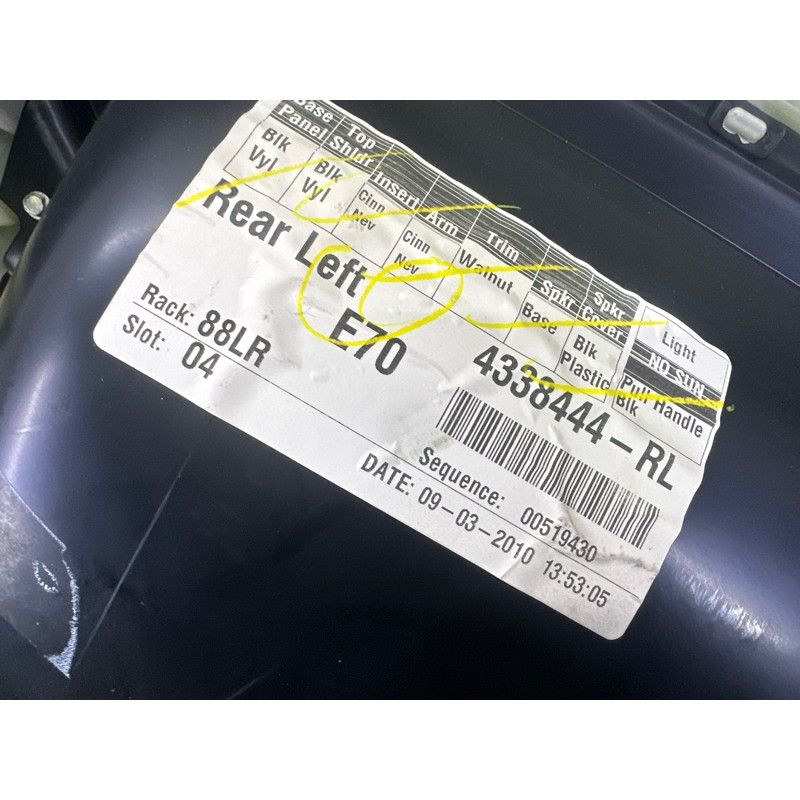 Base Panel Top Shldr Insert Arm Trim Spkr Base Spkr Cover Light
Blk Vyl Blk Vyl Cinn Nev Cinn Nev Walnut Blk Plastic NO SUN
Pull Handle
Blk
Rear Left
E70
4338444-RL
Rack: 88LR
Slot: 04
Sequence: 00519430
DATE: 09-03-2010 13:53:05